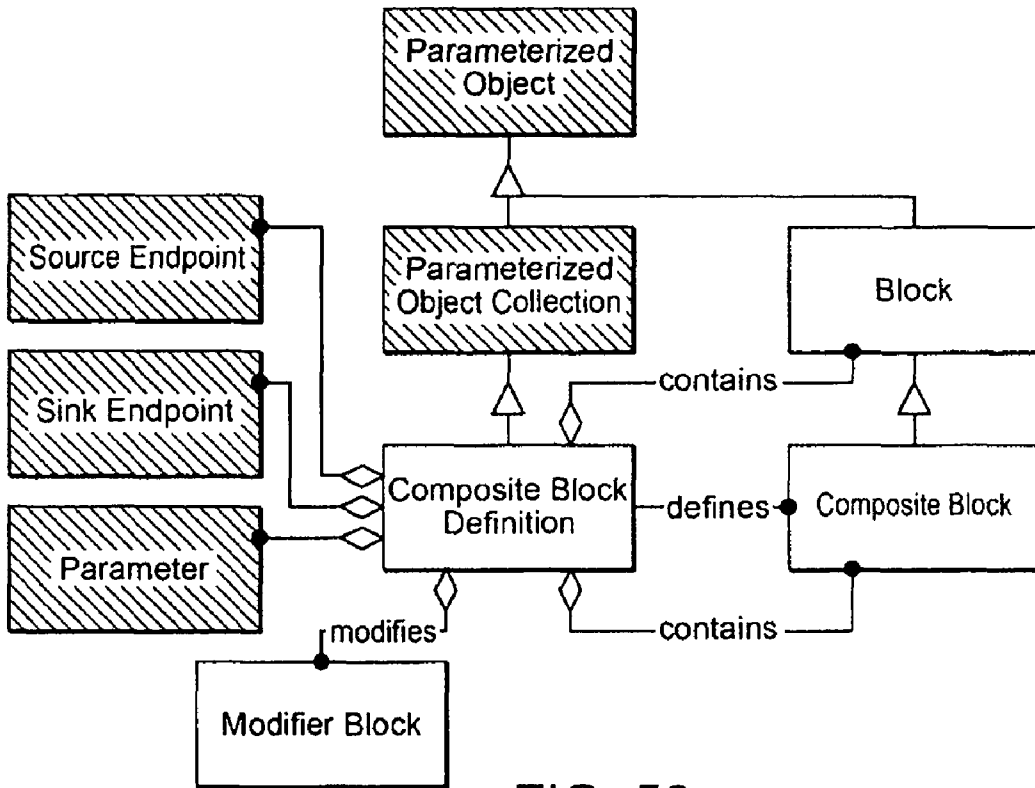 Parameterized
Object
Source Endpoint
Parameterized
Object Collection
Block
contains
Sink Endpoint
Composite Block
Definition
defines
Composite Block
Parameter
modifies
contains
Modifier Block